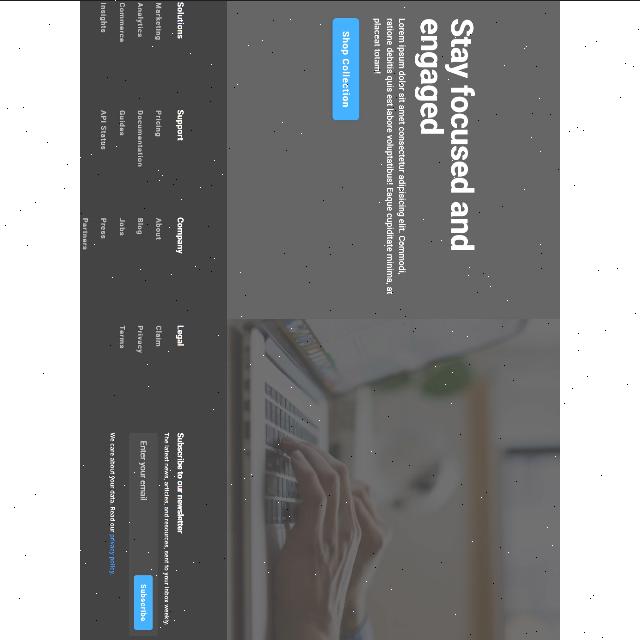 Stay focused and
engaged
Lorem ipsum dolor sit amet consectetur adipisicing elit. Commodi,
ratione debitis quis est labore voluptatibus! Eaque cupiditate minima, at
placeat totam!
Shop Collection
Solutions
Marketing
Analytics
Commerce
Insights
Support
Pricing
Documentation
Guides
API Status
Company
About
Blog
Jobs
Press
Partners
Legal
Claim
Privacy
Terms
Subscribe to our newsletter
The latest news, articles, and resources, sent to your inbox weekly.
Enter your email
Subscribe
We care about your data. Read our privacy policy.